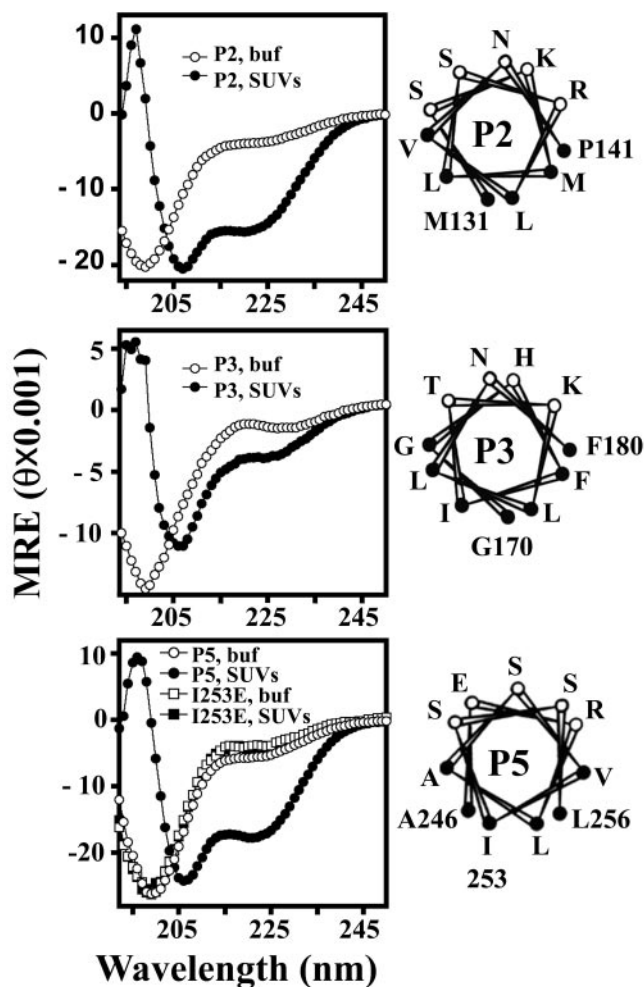 MRE (θ×0.001)
10
0
- 10
- 20
205 225 245
P2, buf
P2, SUVs
S N K
S R
V P2 P141
L M
M131 L
5
0
- 5
- 10
205 225 245
P3, buf
P3, SUVs
N H
T K
G P3 F180
L F
I L
G170
10
0
- 10
- 20
205 225 245
P5, buf
P5, SUVs
I253E, buf
I253E, SUVs
E S S
S R
A P5 V
A246 L256
I L
253
Wavelength (nm)